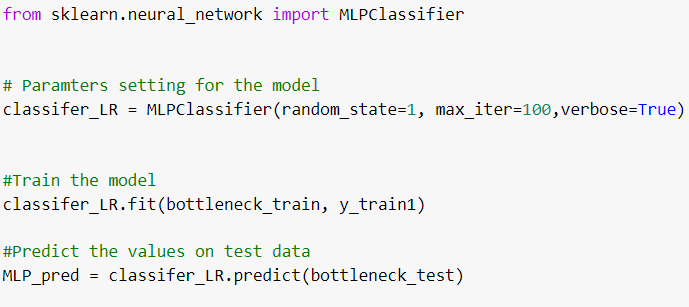 from sklearn.neural_network import MLPClassifier
# Paramters setting for the model
classifer_LR = MLPClassifier(random_state=1, max_iter=100,verbose=True)
#Train the model
classifer_LR.fit(bottleneck_train, y_train1)
#Predict the values on test data
MLP_pred = classifer_LR.predict(bottleneck_test)